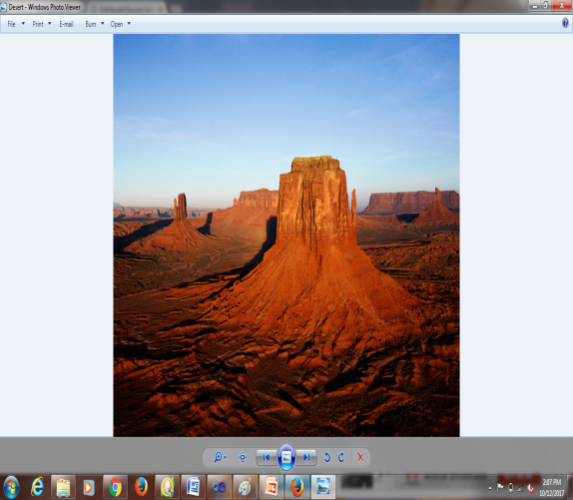 Desert - Windows Photo Viewer
File Print E-mail Burn Open
2:07 PM
10/12/2017